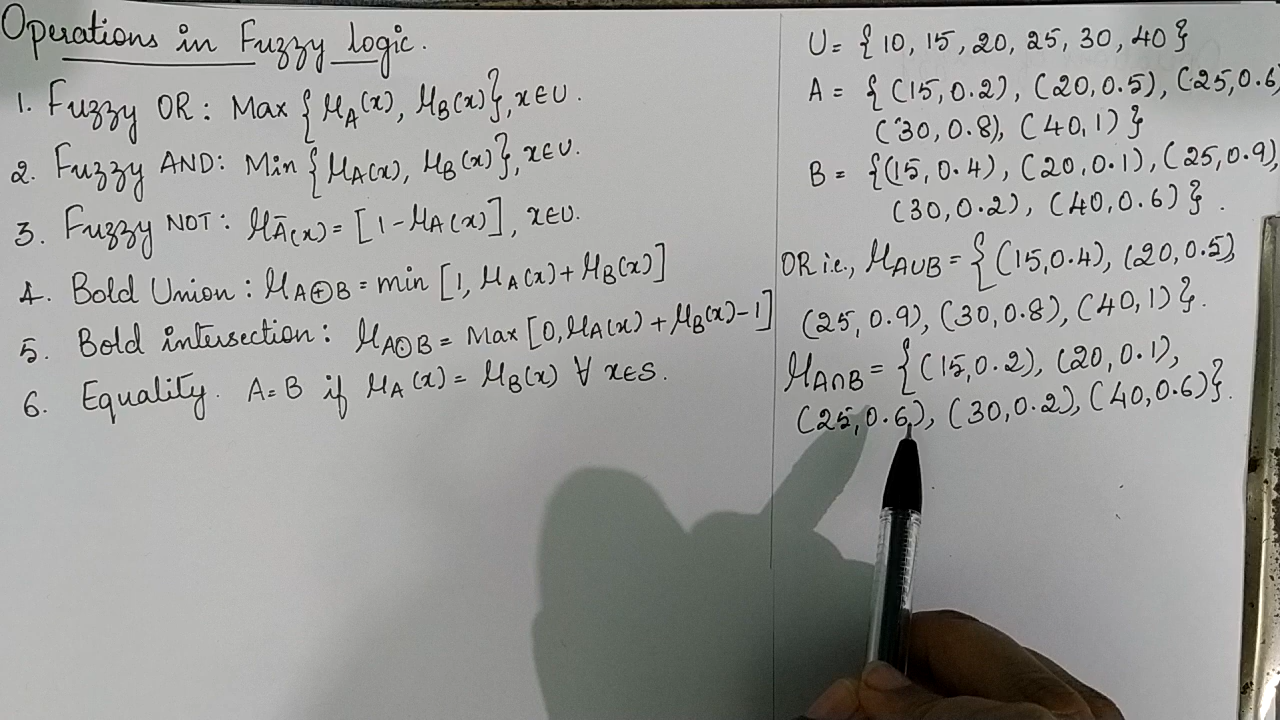 Operations in Fuzzy logic.
1. Fuzzy OR : Max { μA(x), μB(x)}, x∈U.
2. Fuzzy AND: Min { μA(x), μB(x)}, x∈U.
3. Fuzzy NOT: μĀ(x) = [1-μA(x)], x∈U.
4. Bold Union : μA⊕B = min [1, μA(x) + μB(x)]
5. Bold intersection : μA⊙B = Max [0, μA(x) + μB(x) - 1]
6. Equality. A=B if μA(x) = μB(x) ∀ x∈S.
U = { 10, 15, 20, 25, 30, 40 }
A = { (15, 0.2), (20, 0.5), (25, 0.6
(30, 0.8), (40, 1) }
B = {(15, 0.4), (20, 0.1), (25, 0.9),
(30, 0.2), (40, 0.6) } .
OR i.e., μA∪B = { (15, 0.4), (20, 0.5),
(25, 0.9), (30, 0.8), (40, 1) }.
μA∩B = { (15, 0.2), (20, 0.1),
(25, 0.6), (30, 0.2), (40, 0.6) }.